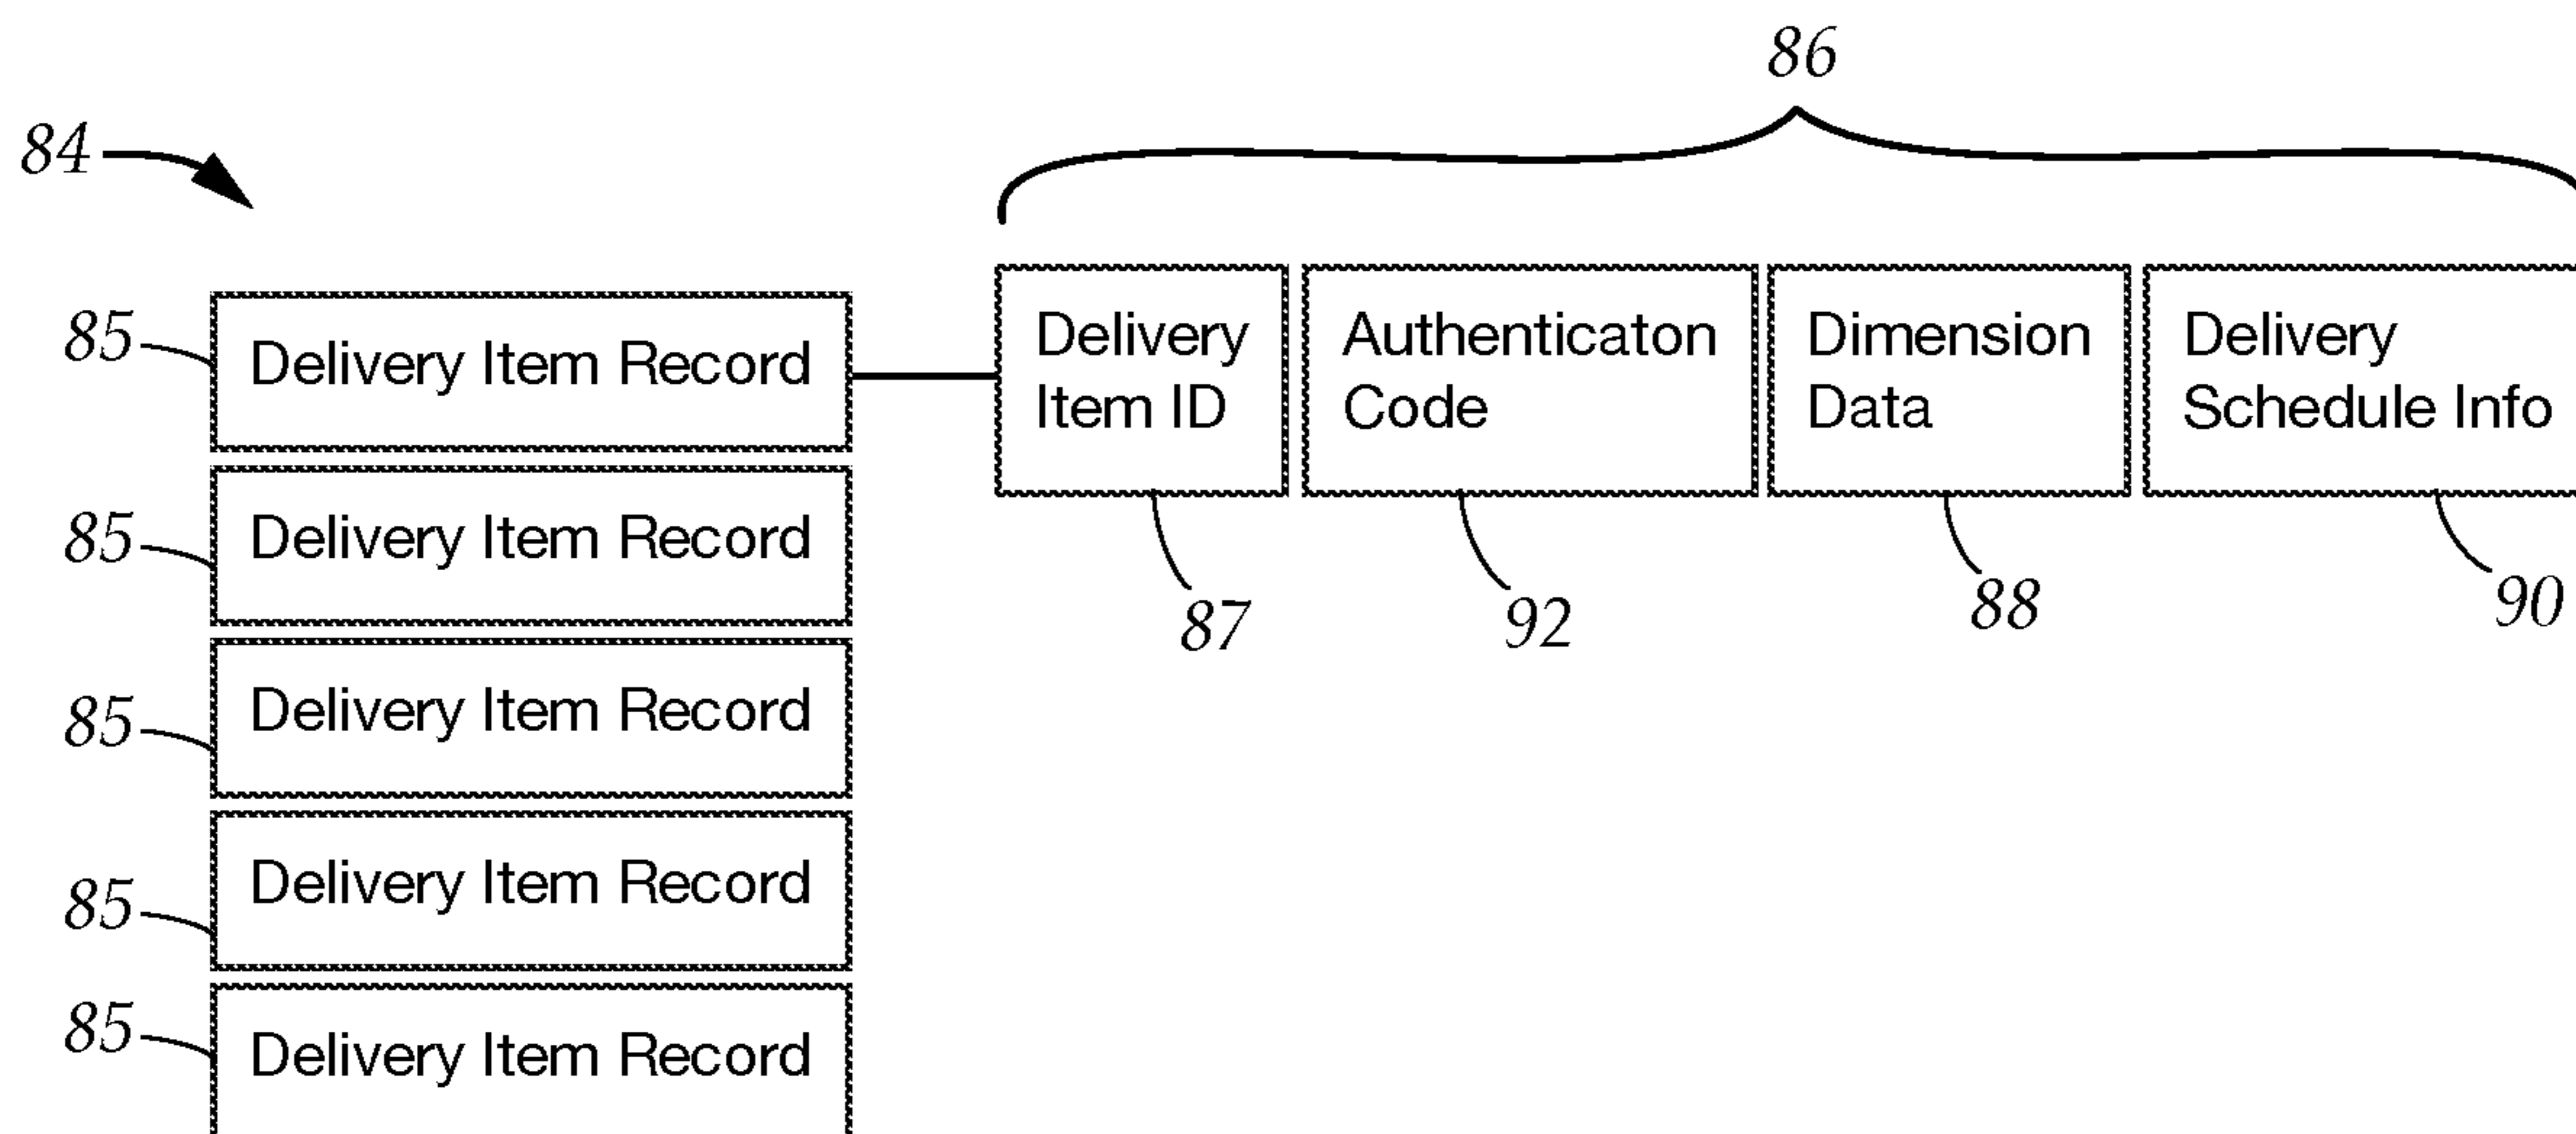 86
84
85
Delivery Item Record
Delivery
Item ID
Authenticaton
Code
Dimension
Data
Delivery
Schedule Info
87
92
88
90
85
Delivery Item Record
85
Delivery Item Record
85
Delivery Item Record
85
Delivery Item Record